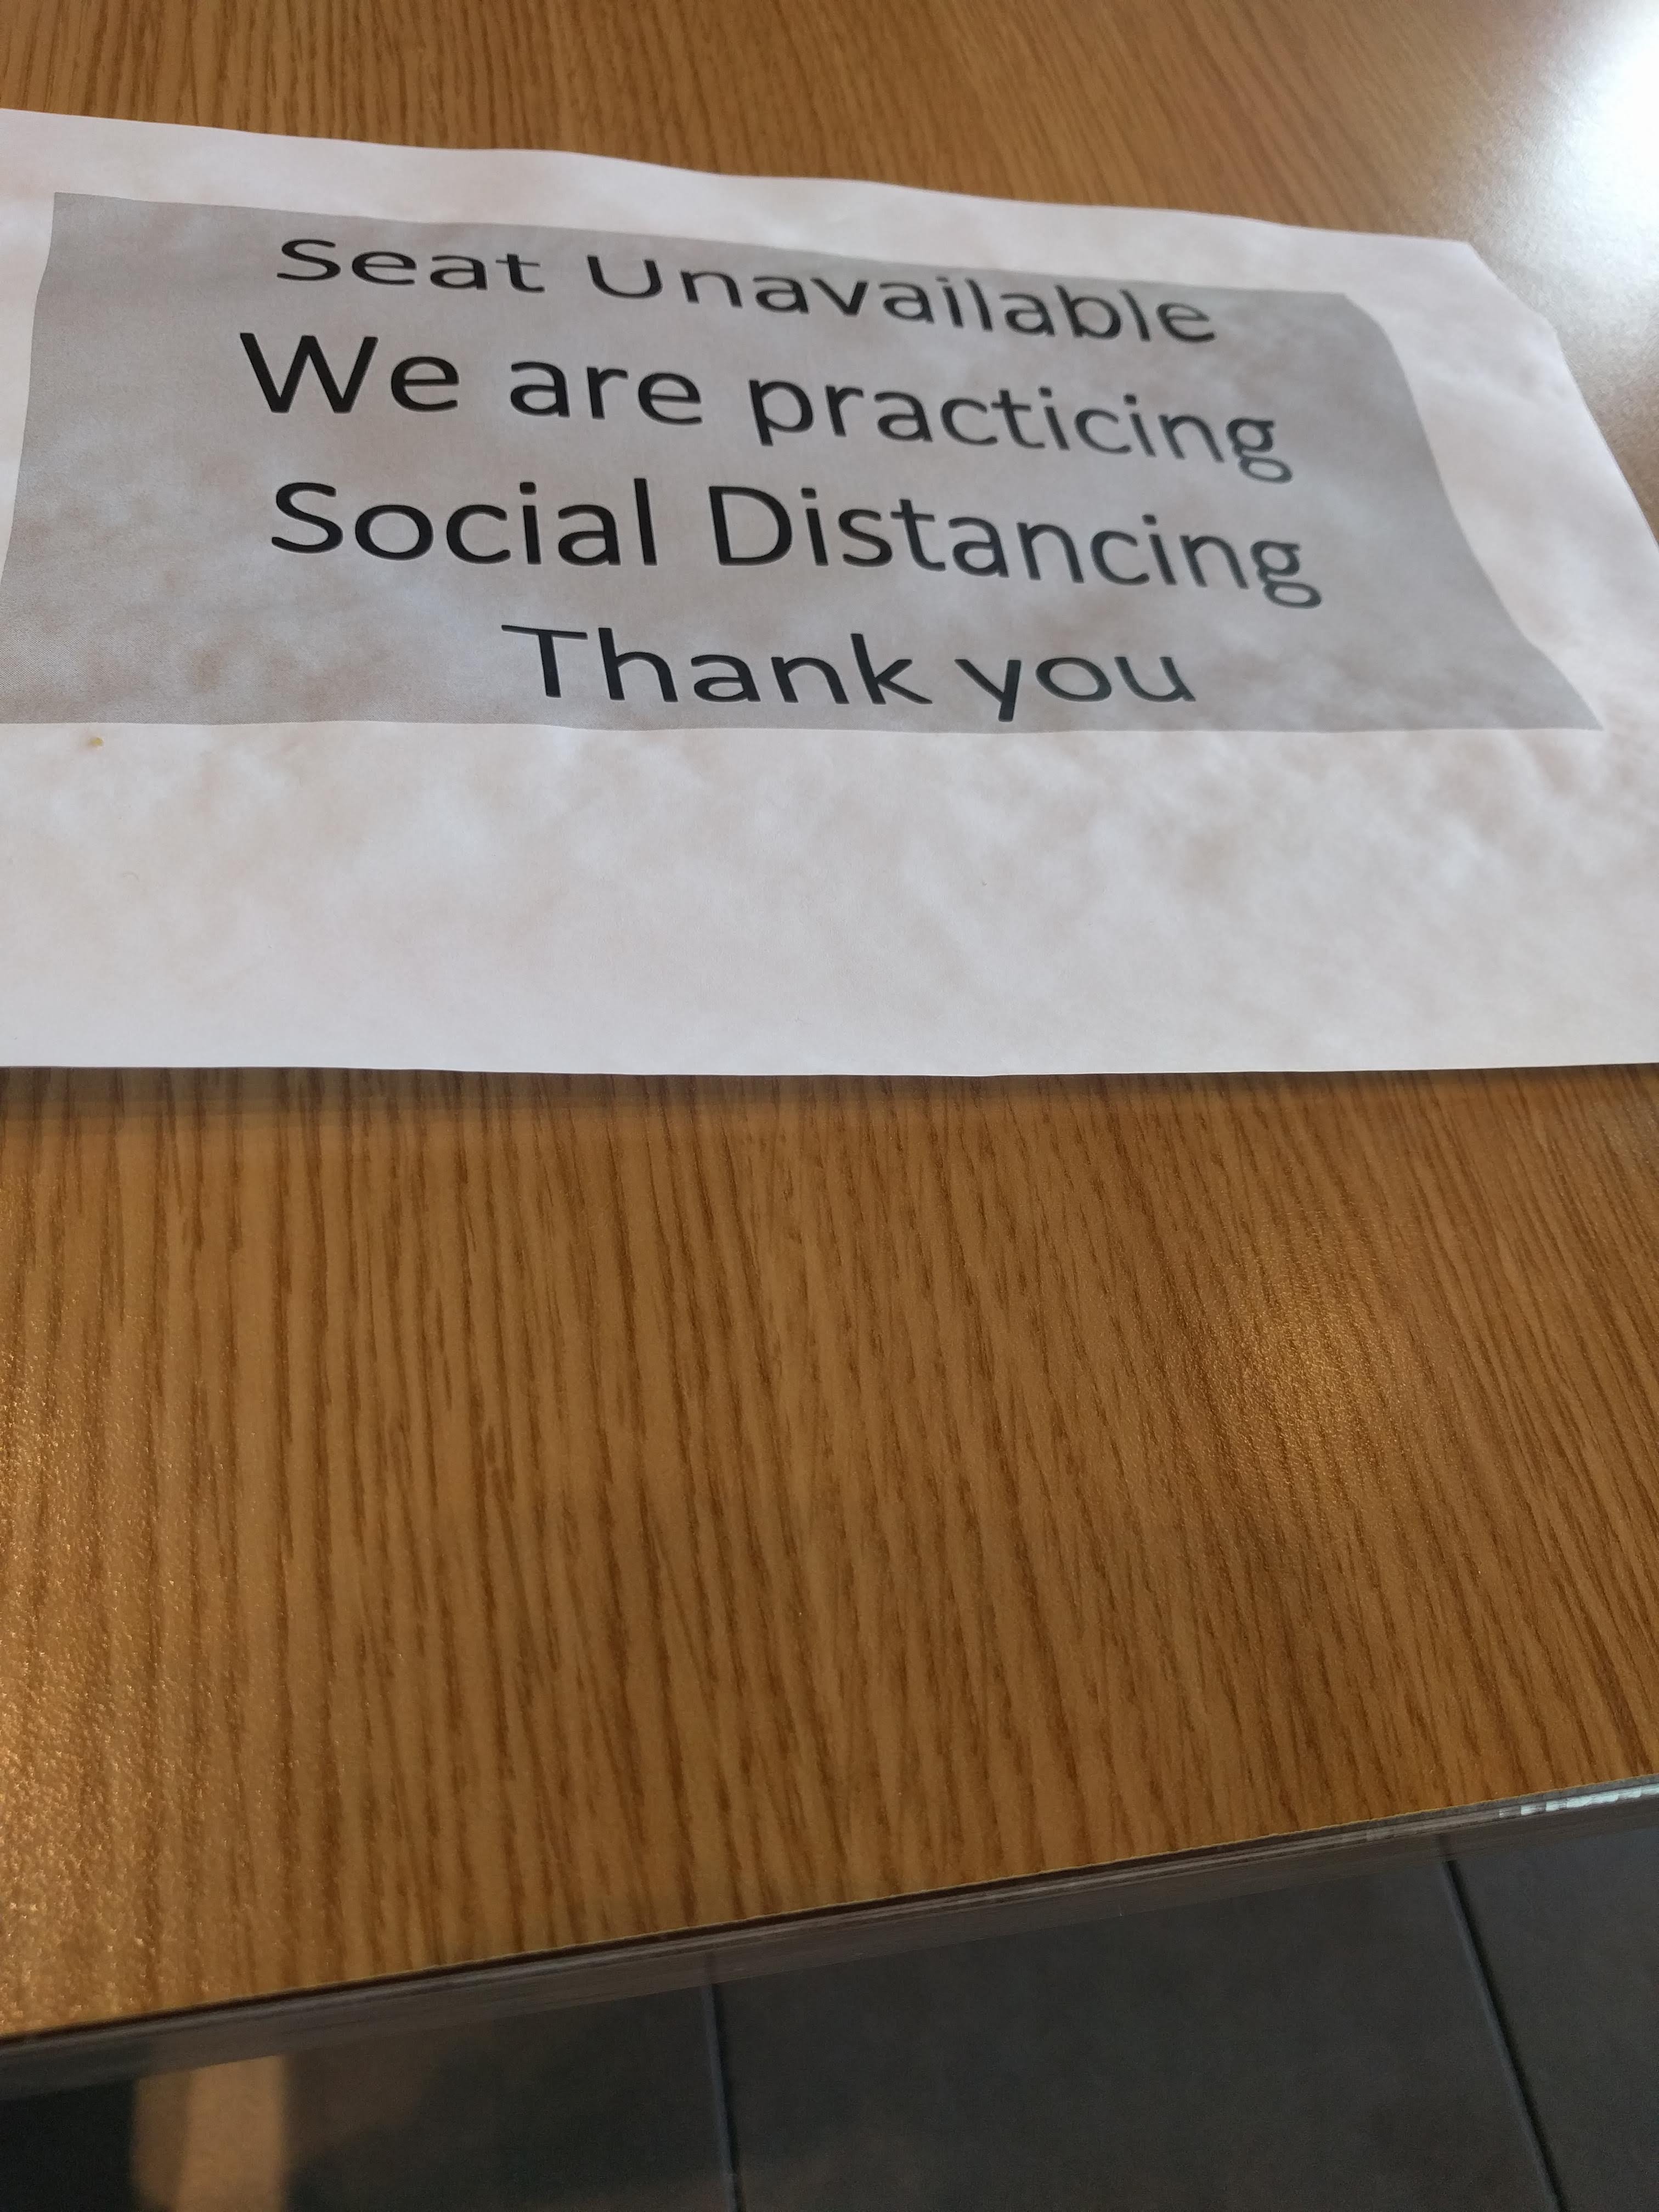 Seat Unavailable
We are practicing
Social Distancing
Thank you